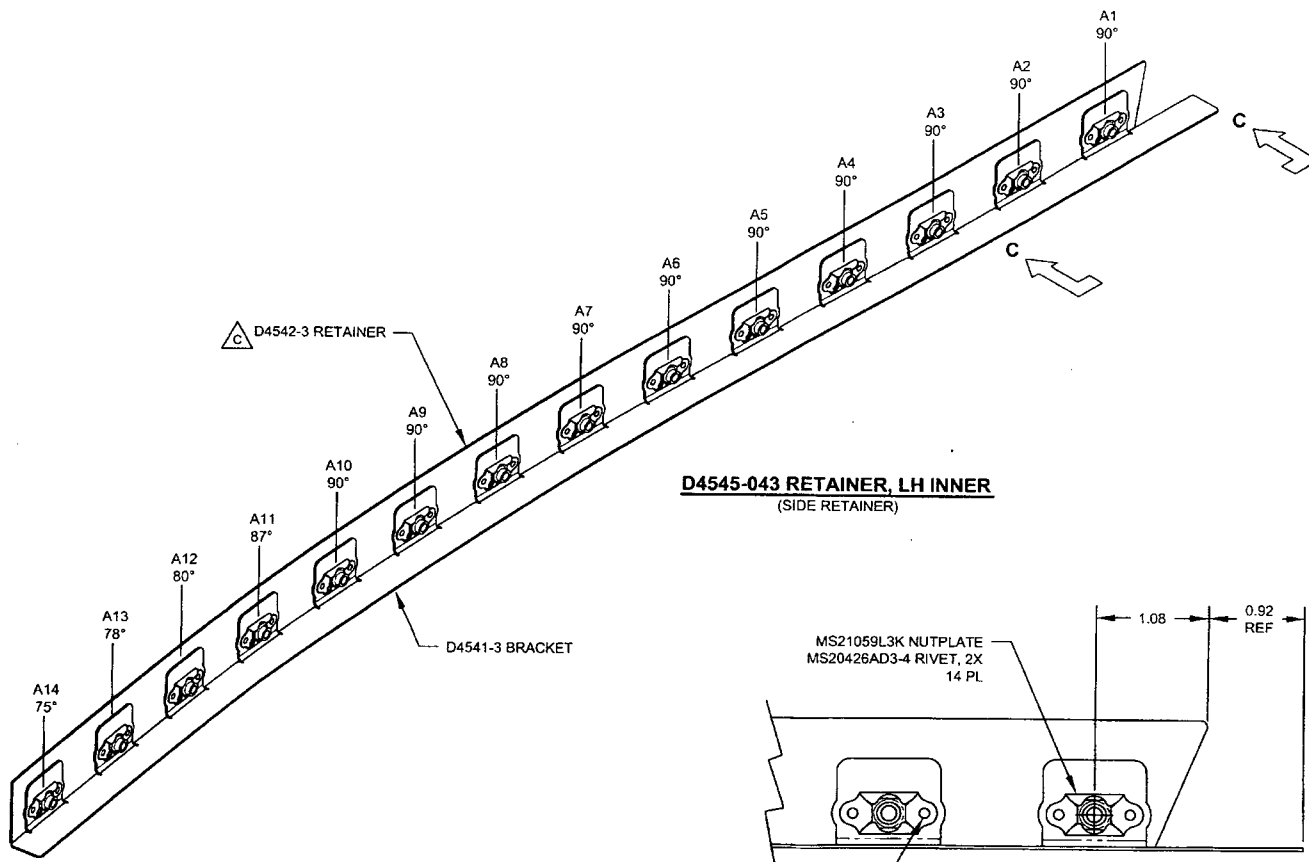 A1
90°
A2
90°
A3
90°
A4
90°
A5
90°
A6
90°
A7
90°
A8
90°
A9
90°
A10
90°
A11
87°
A12
80°
A13
78°
A14
75°
C
C
C D4542-3 RETAINER
D4541-3 BRACKET
D4545-043 RETAINER, LH INNER
(SIDE RETAINER)
MS21059L3K NUTPLATE
MS20426AD3-4 RIVET, 2X
14 PL
1.08
0.92
REF